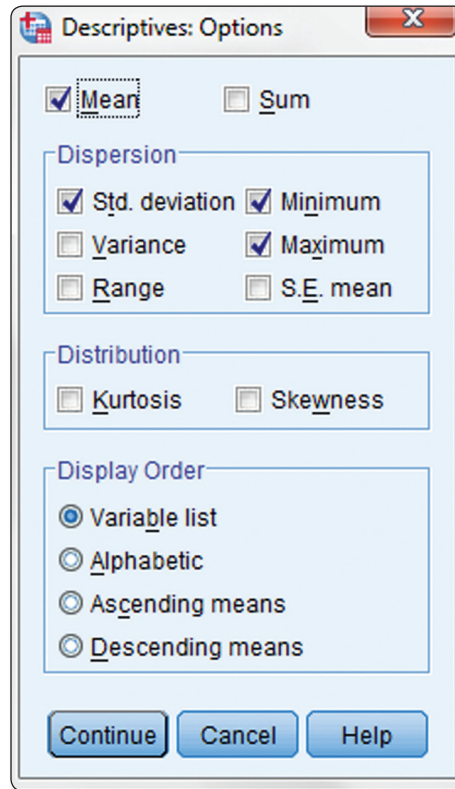 Descriptives: Options
Mean Sum
Dispersion
Std. deviation Minimum
Variance Maximum
Range S.E. mean
Distribution
Kurtosis Skewness
Display Order
Variable list
Alphabetic
Ascending means
Descending means
Continue Cancel Help